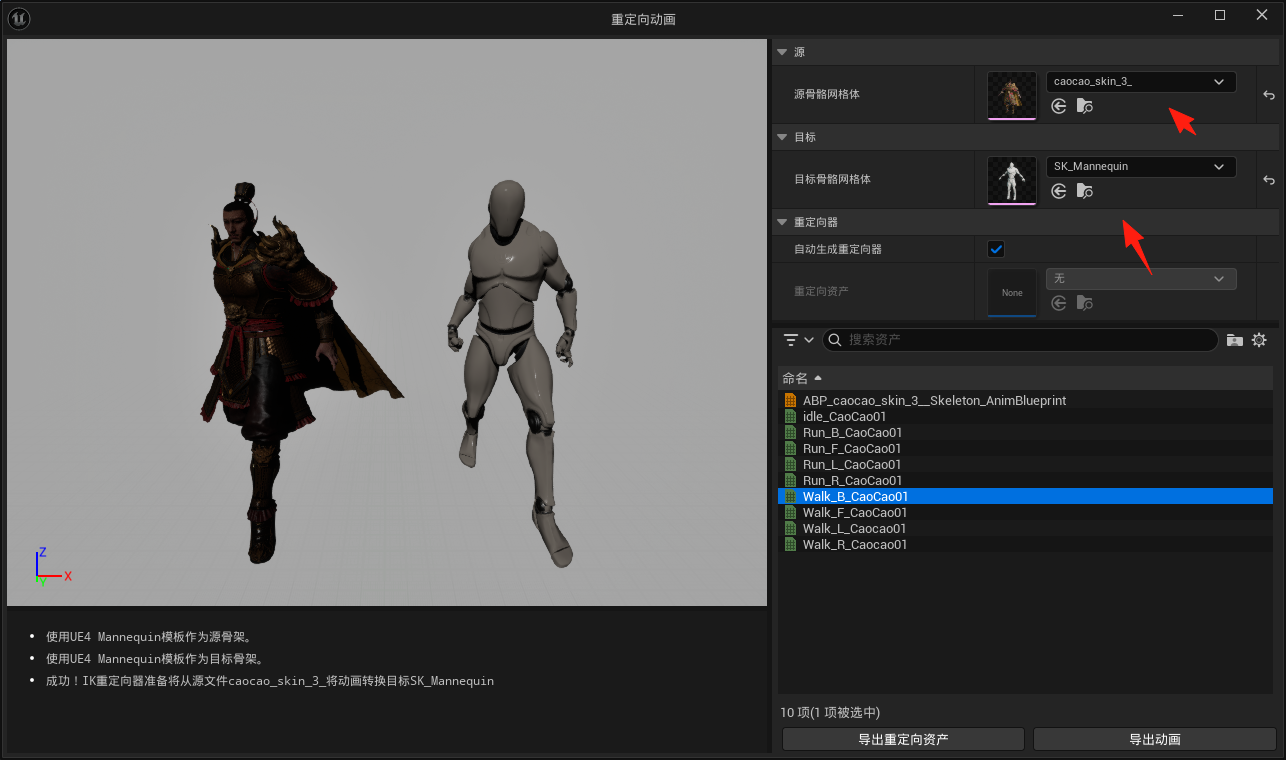 重定向动画
源
源骨骼网格体
caocao_skin_3_
目标
目标骨骼网格体
SK_Mannequin
重定向器
自动生成重定向器
重定向资产
None
无
搜索资产
命名
ABP_caocao_skin_3__Skeleton_AnimBlueprint
idle_CaoCao01
Run_B_CaoCao01
Run_F_CaoCao01
Run_L_CaoCao01
Run_R_CaoCao01
Walk_B_CaoCao01
Walk_F_CaoCao01
Walk_L_Caocao01
Walk_R_Caocao01
10 项(1 项被选中)
导出重定向资产
导出动画
Z
X
Y
• 使用UE4 Mannequin模板作为源骨架。
• 使用UE4 Mannequin模板作为目标骨架。
• 成功！IK重定向器准备将从源文件caocao_skin_3_将动画转换目标SK_Mannequin